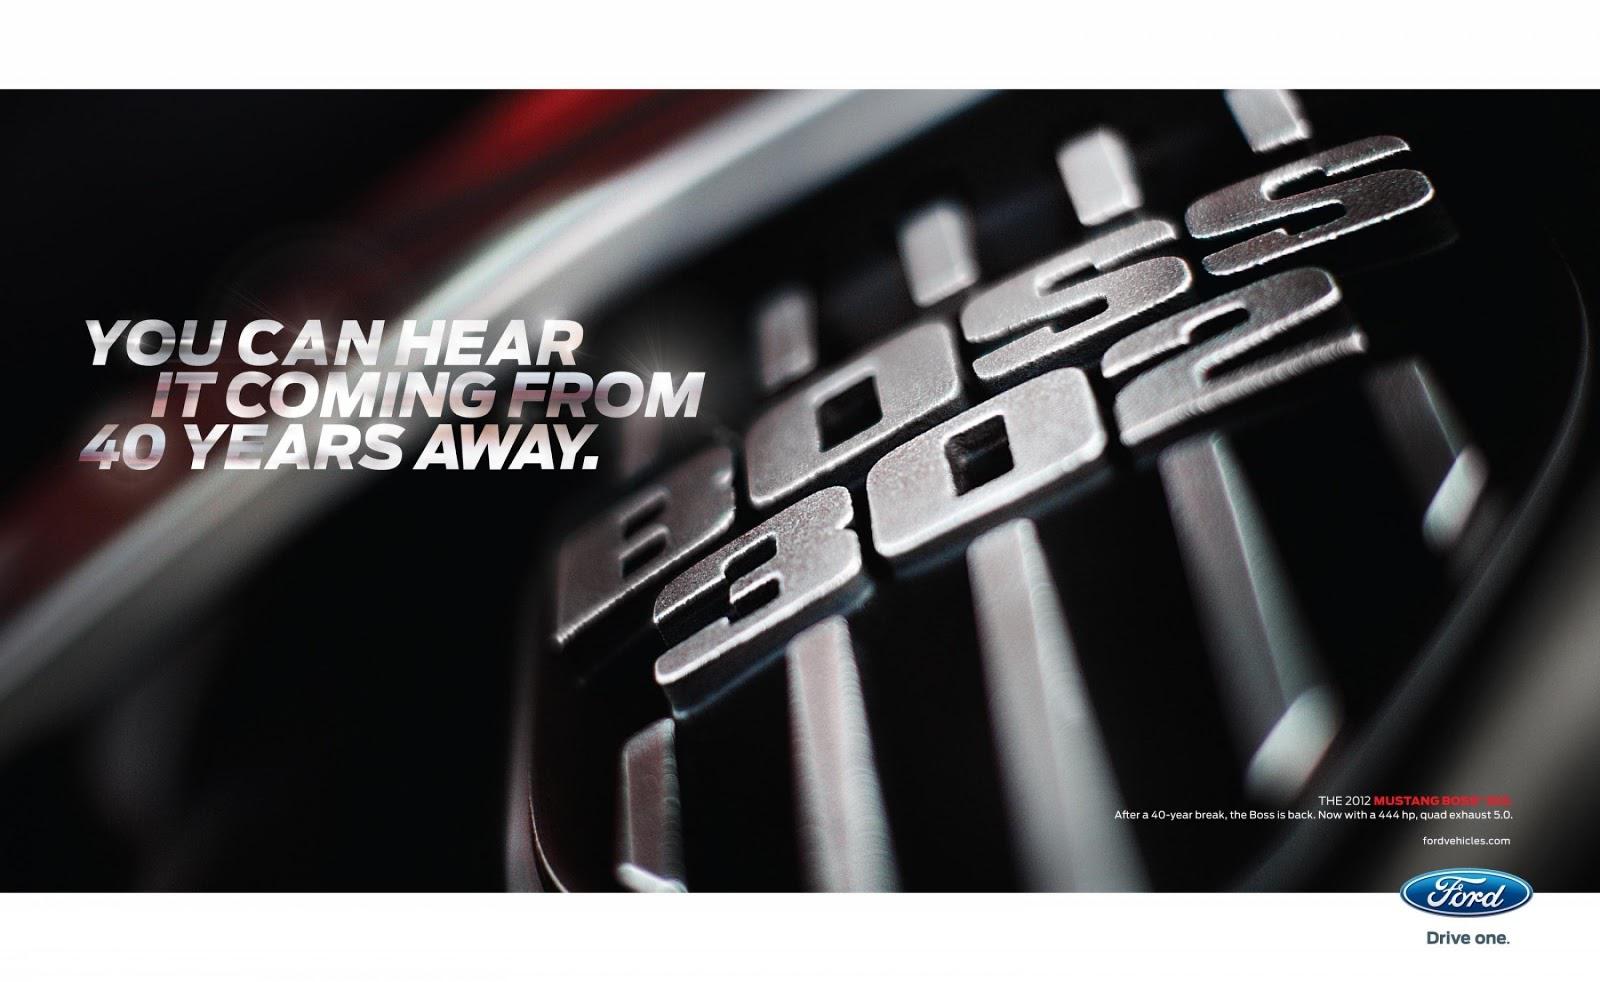 YOU CAN HEAR
IT COMING FROM
40 YEARS AWAY.
BOSS
302
THE 2012 MUSTANG BOSS 302.
After a 40-year break, the Boss is back. Now with a 444 hp, quad exhaust 5.0.
fordvehicles.com
Ford
Drive one.